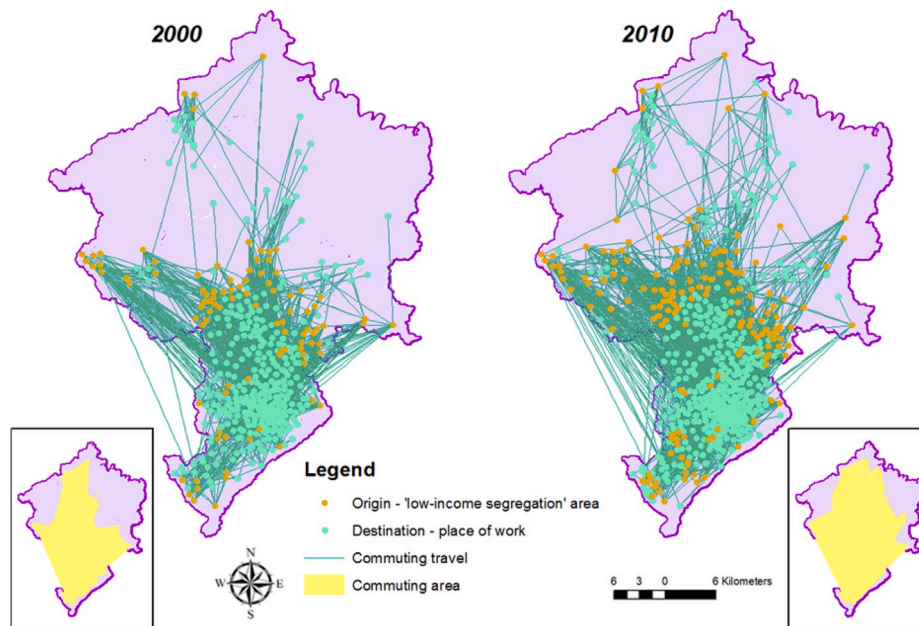 2000
2010
Legend
Origin - 'low-income segregation' area
Destination - place of work
Commuting travel
Commuting area
N
W E
S
6 3 0 6 Kilometers